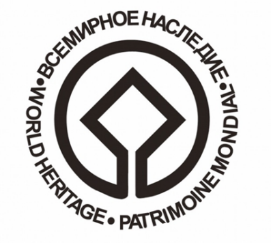 ВСЕМИРНОЕ НАСЛЕДИЕ • WORLD HERITAGE • PATRIMOINE MONDIAL •